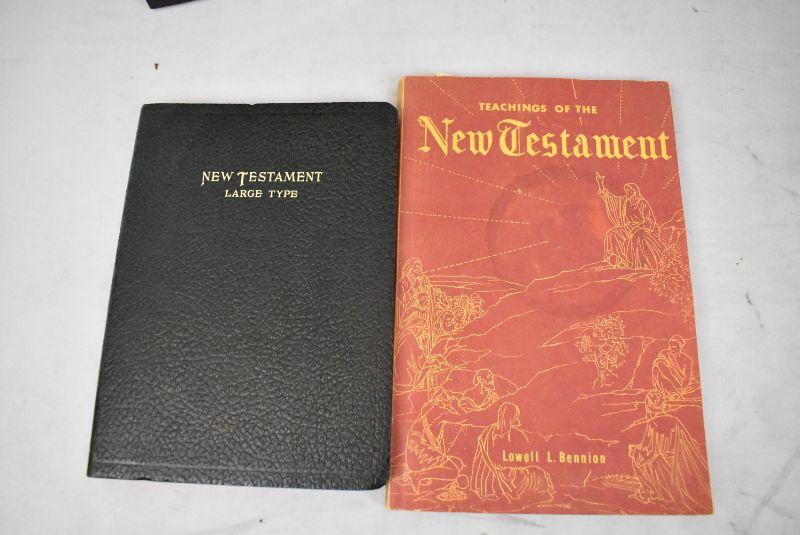 NEW TESTAMENT
LARGE TYPE
TEACHINGS OF THE
New Testament
Lowell L. Bennion